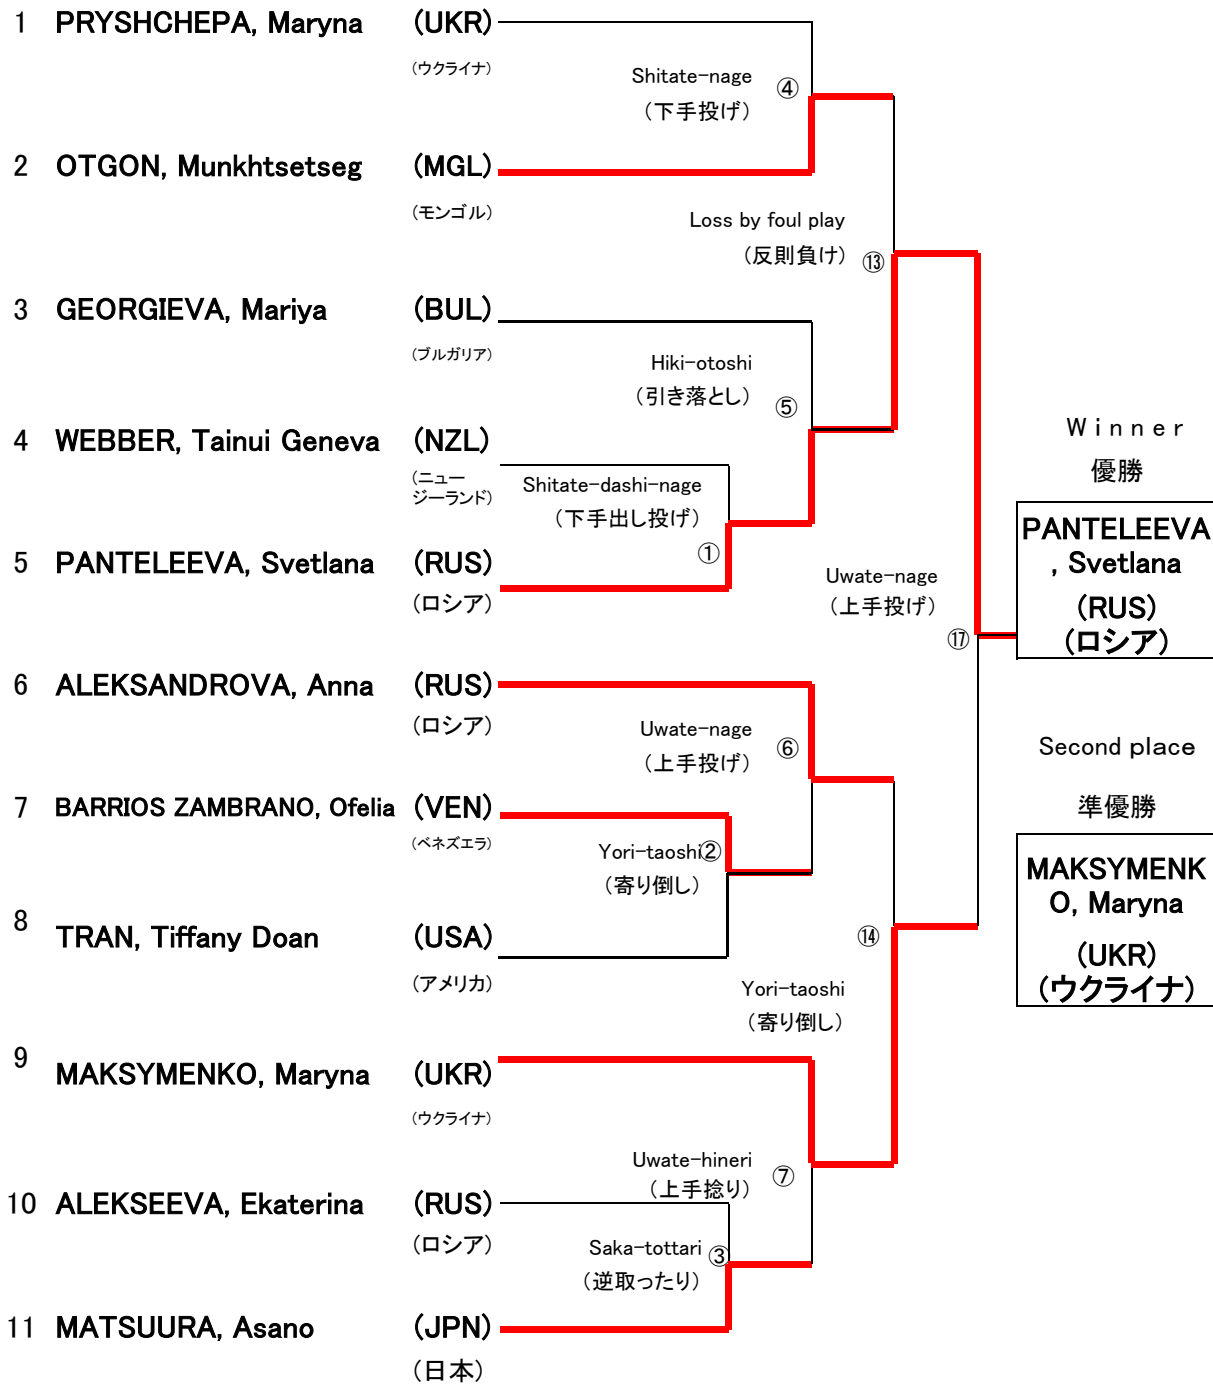 1 PRYSHCHEPA, Maryna (UKR)
(ウクライナ)
Shitate-nage ④
(下手投げ)
2 OTGON, Munkhtsetseg (MGL)
(モンゴル)
Loss by foul play
(反則負け) ⑬
3 GEORGIEVA, Mariya (BUL)
(ブルガリア)
Hiki-otoshi
(引き落とし) ⑤
4 WEBBER, Tainui Geneva (NZL)
(ニュー
ジーランド)
Shitate-dashi-nage
(下手出し投げ)
①
5 PANTELEEVA, Svetlana (RUS)
(ロシア)
Uwate-nage
(上手投げ)
⑰
Winner
優勝
PANTELEEVA
, Svetlana
(RUS)
(ロシア)
6 ALEKSANDROVA, Anna (RUS)
(ロシア)
Uwate-nage ⑥
(上手投げ)
Second place
準優勝
7 BARRIOS ZAMBRANO, Ofelia (VEN)
(ベネズエラ)
Yori-taoshi ②
(寄り倒し)
MAKSYMENK
O, Maryna
(UKR)
(ウクライナ)
8 TRAN, Tiffany Doan (USA)
(アメリカ)
⑭
Yori-taoshi
(寄り倒し)
9 MAKSYMENKO, Maryna (UKR)
(ウクライナ)
Uwate-hineri ⑦
(上手捻り)
10 ALEKSEEVA, Ekaterina (RUS)
(ロシア)
Saka-tottari ③
(逆取ったり)
11 MATSUURA, Asano (JPN)
(日本)